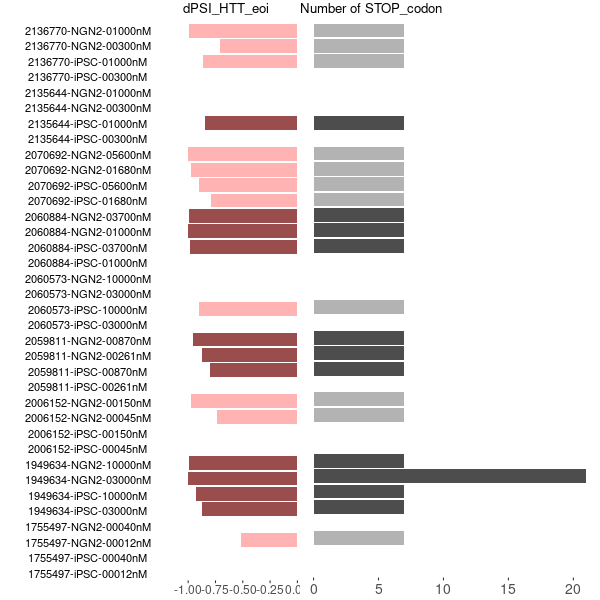 dPSI_HTT_eoi Number of STOP_codon
2136770-NGN2-01000nM
2136770-NGN2-00300nM
2136770-iPSC-01000nM
2136770-iPSC-00300nM
2135644-NGN2-01000nM
2135644-NGN2-00300nM
2135644-iPSC-01000nM
2135644-iPSC-00300nM
2070692-NGN2-05600nM
2070692-NGN2-01680nM
2070692-iPSC-05600nM
2070692-iPSC-01680nM
2060884-NGN2-03700nM
2060884-NGN2-01000nM
2060884-iPSC-03700nM
2060884-iPSC-01000nM
2060573-NGN2-10000nM
2060573-NGN2-03000nM
2060573-iPSC-10000nM
2060573-iPSC-03000nM
2059811-NGN2-00870nM
2059811-NGN2-00261nM
2059811-iPSC-00870nM
2059811-iPSC-00261nM
2006152-NGN2-00150nM
2006152-NGN2-00045nM
2006152-iPSC-00150nM
2006152-iPSC-00045nM
1949634-NGN2-10000nM
1949634-NGN2-03000nM
1949634-iPSC-10000nM
1949634-iPSC-03000nM
1755497-NGN2-00040nM
1755497-NGN2-00012nM
1755497-iPSC-00040nM
1755497-iPSC-00012nM
-1.00 -0.75 -0.50 -0.25 0.0 0 5 10 15 20